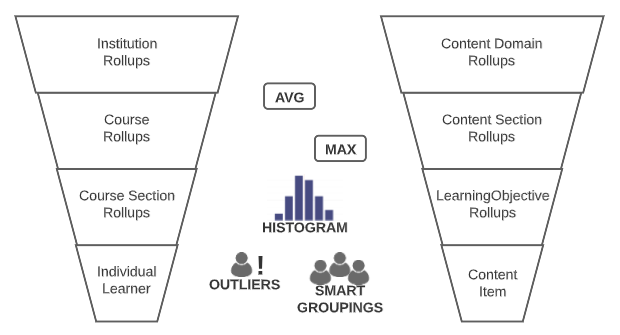 Institution
Rollups
Course
Rollups
Course Section
Rollups
Individual
Learner
AVG
MAX
HISTOGRAM
!
OUTLIERS
SMART
GROUPINGS
Content Domain
Rollups
Content Section
Rollups
LearningObjective
Rollups
Content
Item